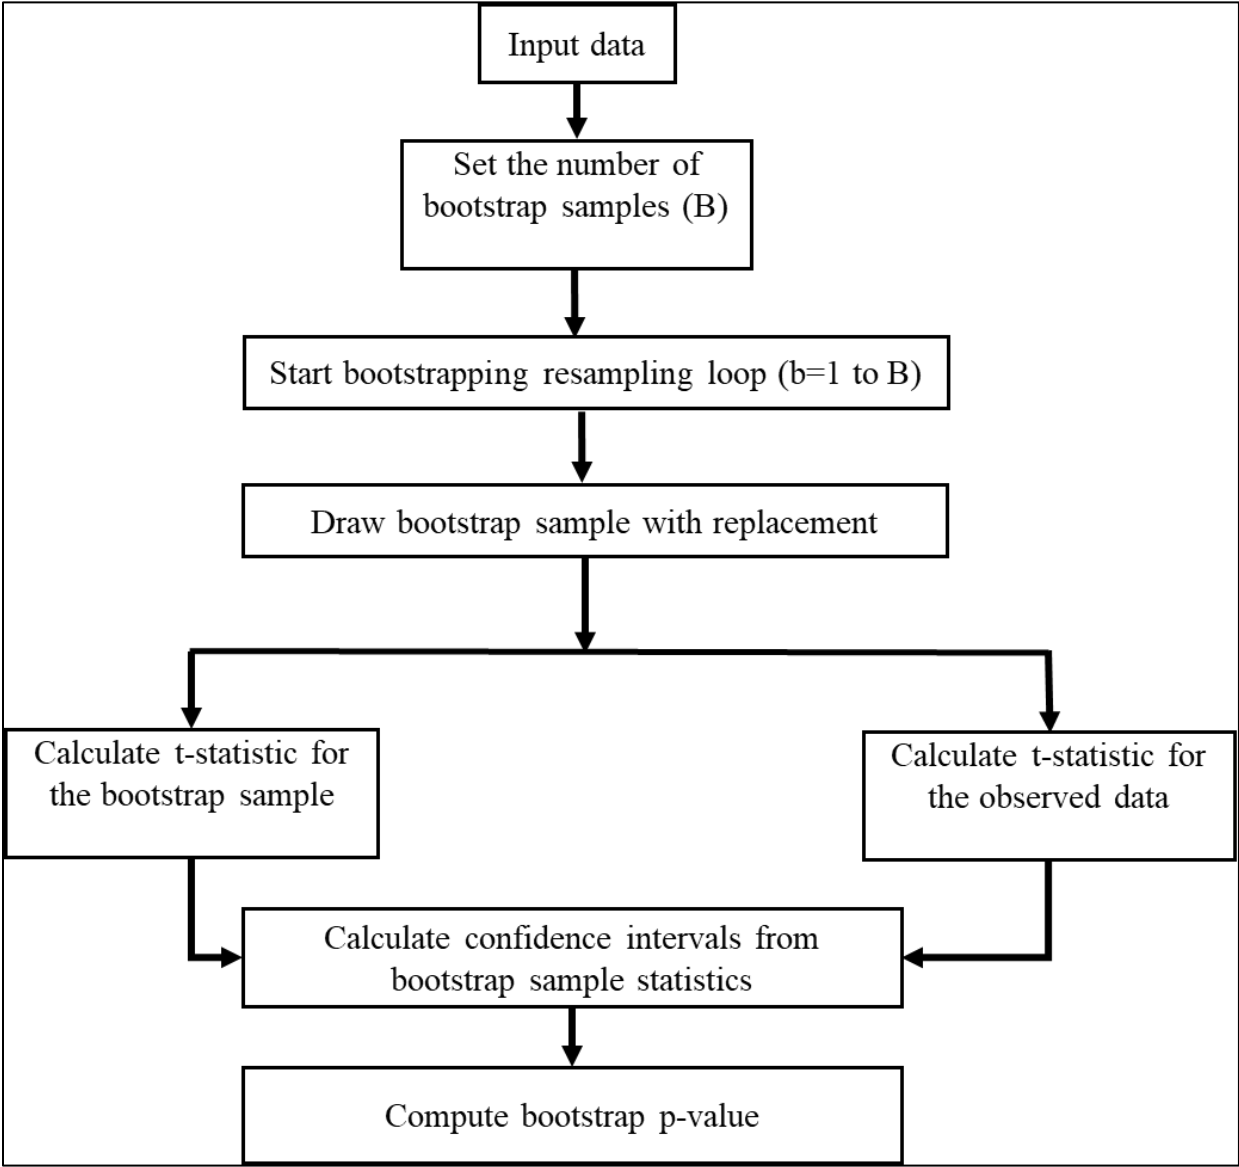 Input data
Set the number of
bootstrap samples (B)
Start bootstrapping resampling loop (b=1 to B)
Draw bootstrap sample with replacement
Calculate t-statistic for
the bootstrap sample
Calculate t-statistic for
the observed data
Calculate confidence intervals from
bootstrap sample statistics
Compute bootstrap p-value